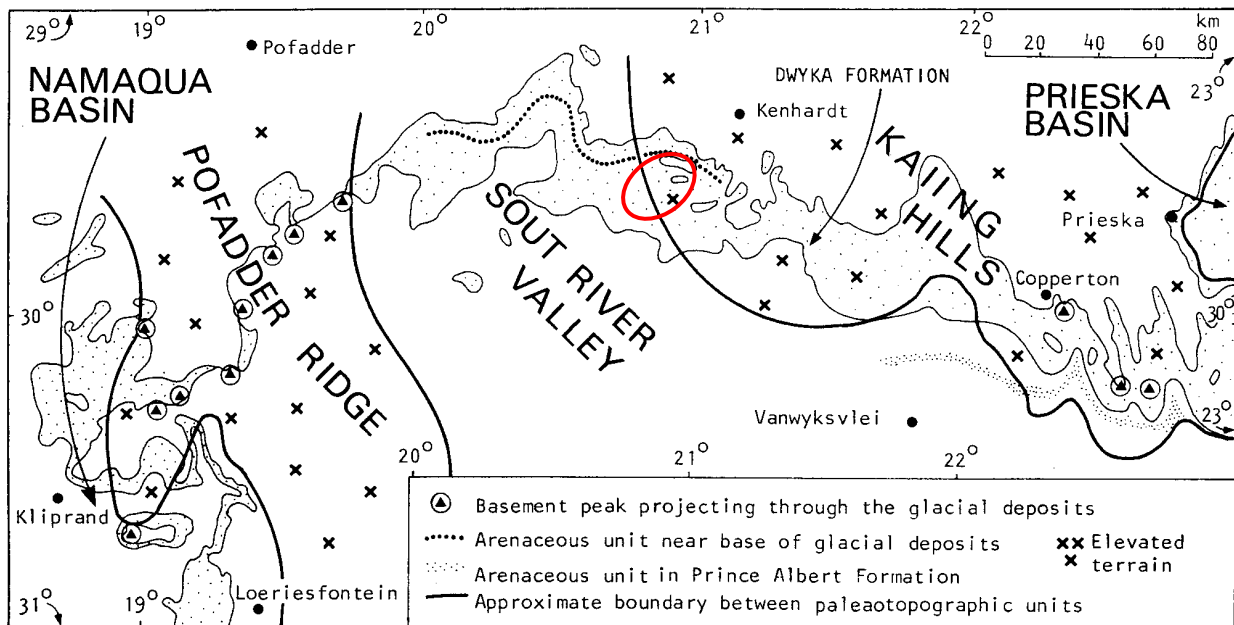 29°
19°
20°
21°
22°
km
0 20 40 60 80
Pofadder
NAMAQUA
BASIN
DWYKA FORMATION
PRIESKA
BASIN
23°
Kenhardt
POFADDER
RIDGE
SOUT RIVER
VALLEY
KAIING
HILLS
Prieska
Copperton
30°
30°
Vanwyksvlei
23°
20°
21°
22°
Kliprand
Loeriesfontein
31°
19°
Basement peak projecting through the glacial deposits
Arenaceous unit near base of glacial deposits
Elevated
terrain
Arenaceous unit in Prince Albert Formation
Approximate boundary between paleaotopographic units